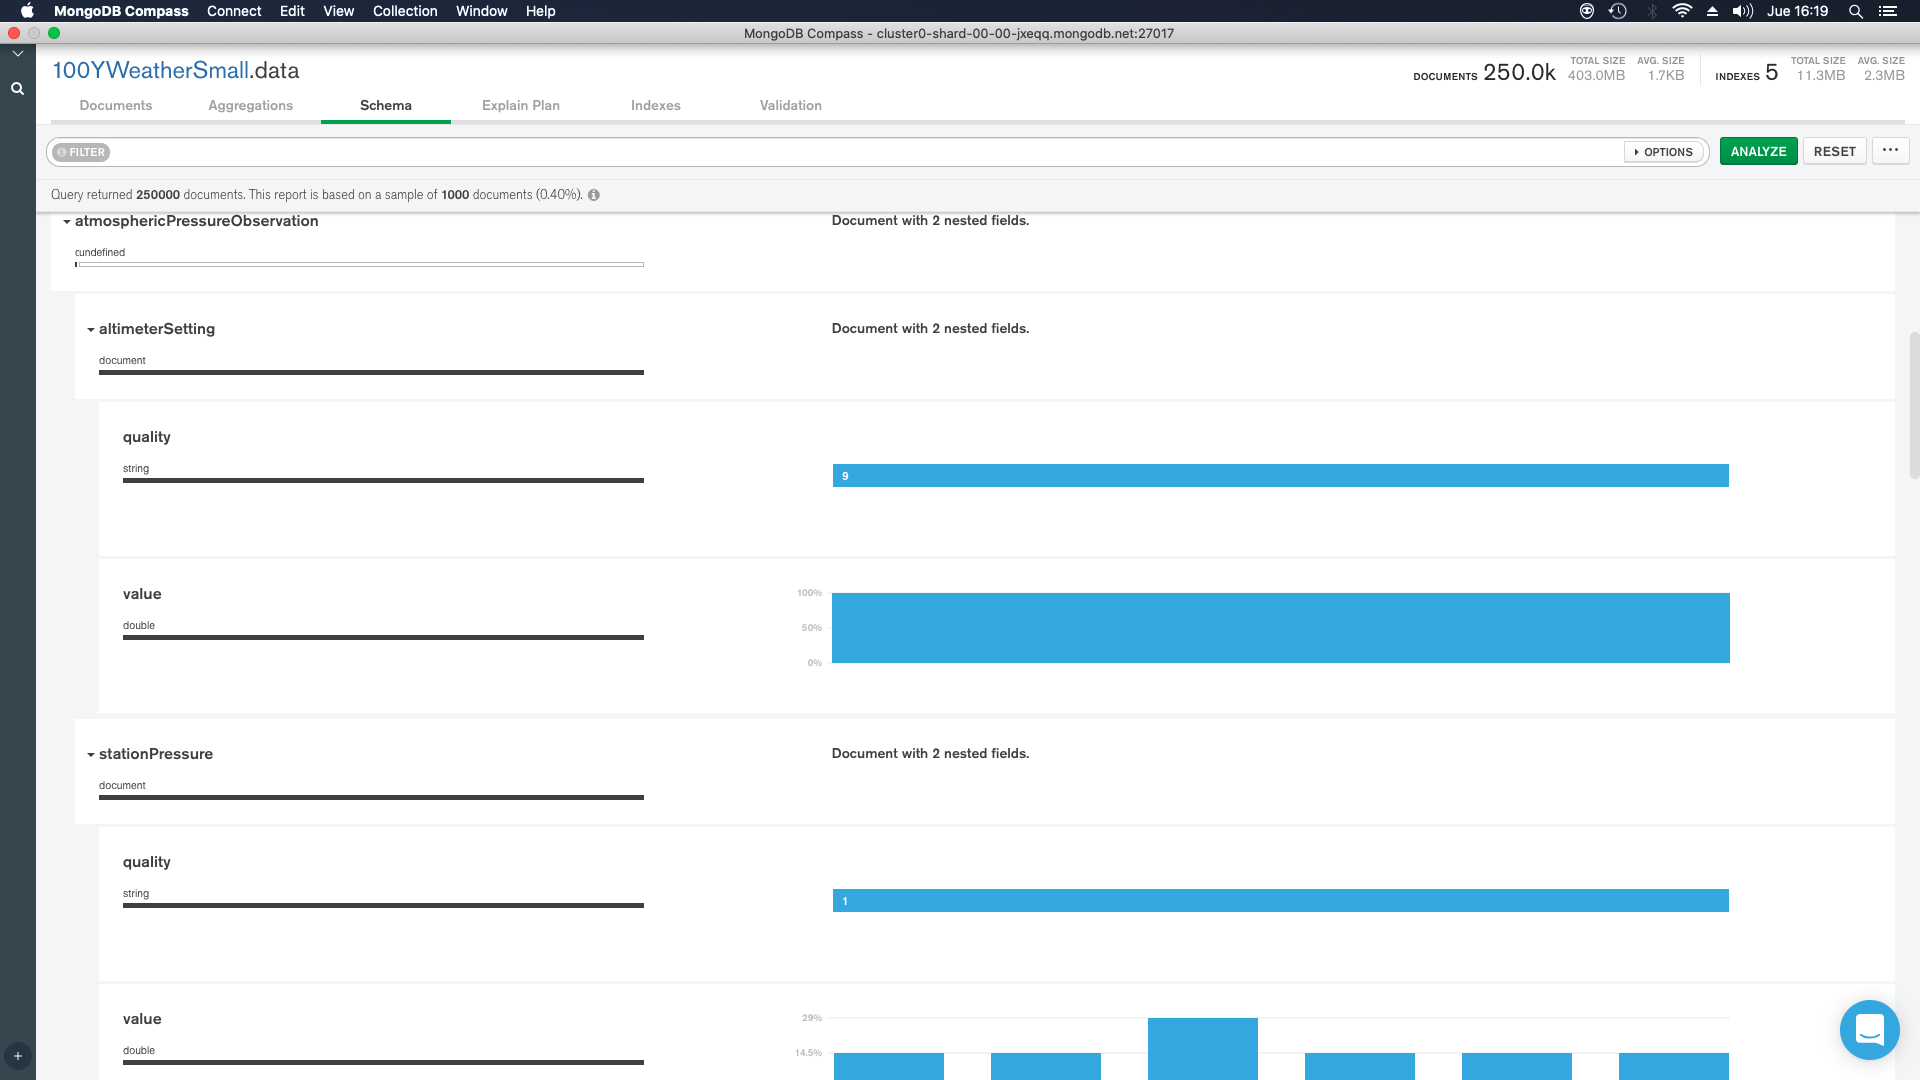 MongoDB Compass Connect Edit View Collection Window Help Jue 16:19
MongoDB Compass - cluster0-shard-00-00-jxeqq.mongodb.net:27017
100YWeatherSmall.data
DOCUMENTS 250.0k TOTAL SIZE 403.0MB AVG. SIZE 1.7KB INDEXES 5 TOTAL SIZE 11.3MB AVG. SIZE 2.3MB
Documents Aggregations Schema Explain Plan Indexes Validation
FILTER OPTIONS ANALYZE RESET ...
Query returned 250000 documents. This report is based on a sample of 1000 documents (0.40%).
atmosphericPressureObservation Document with 2 nested fields.
undefined
altimeterSetting Document with 2 nested fields.
document
quality
string
9
value
double
100%
50%
0%
stationPressure Document with 2 nested fields.
document
quality
string
1
value
double
29%
14.5%